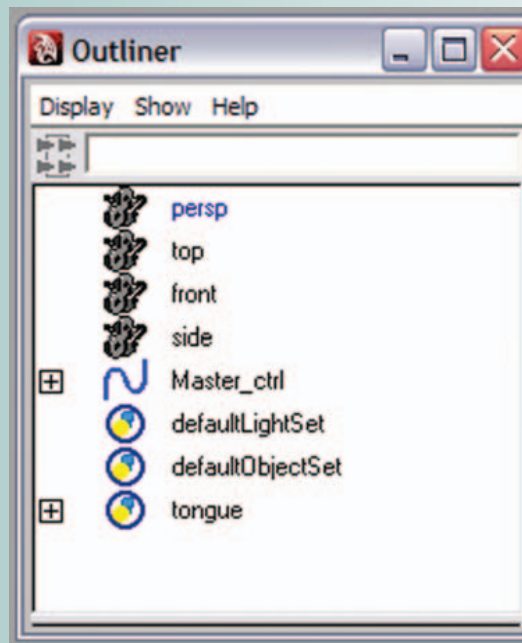 Outliner
Display Show Help
persp
top
front
side
Master_ctrl
defaultLightSet
defaultObjectSet
tongue